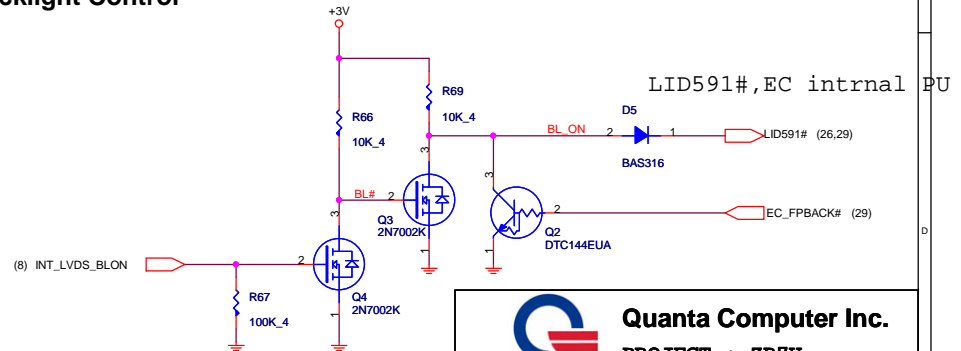 cklight Control
+3V
LID591#,EC intrnal PU
R66
10K_4
R69
10K_4
BL_ON
D5
2
1
BAS316
LID591# (26,29)
3
3
BL#
2
Q3
2N7002K
1
2
Q2
DTC144EUA
1
EC_FPBACK# (29)
D
3
(8) INT_LVDS_BLON
2
Q4
2N7002K
1
R67
100K_4
Quanta Computer Inc.